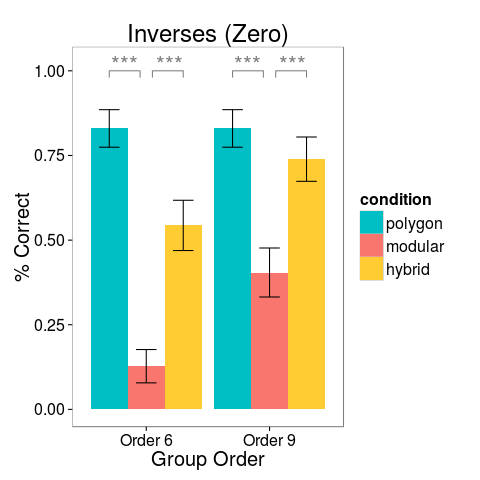 Inverses (Zero)
*** *** *** ***
1.00
0.75
0.50
0.25
0.00
% Correct
Order 6 Order 9
Group Order
condition
polygon
modular
hybrid